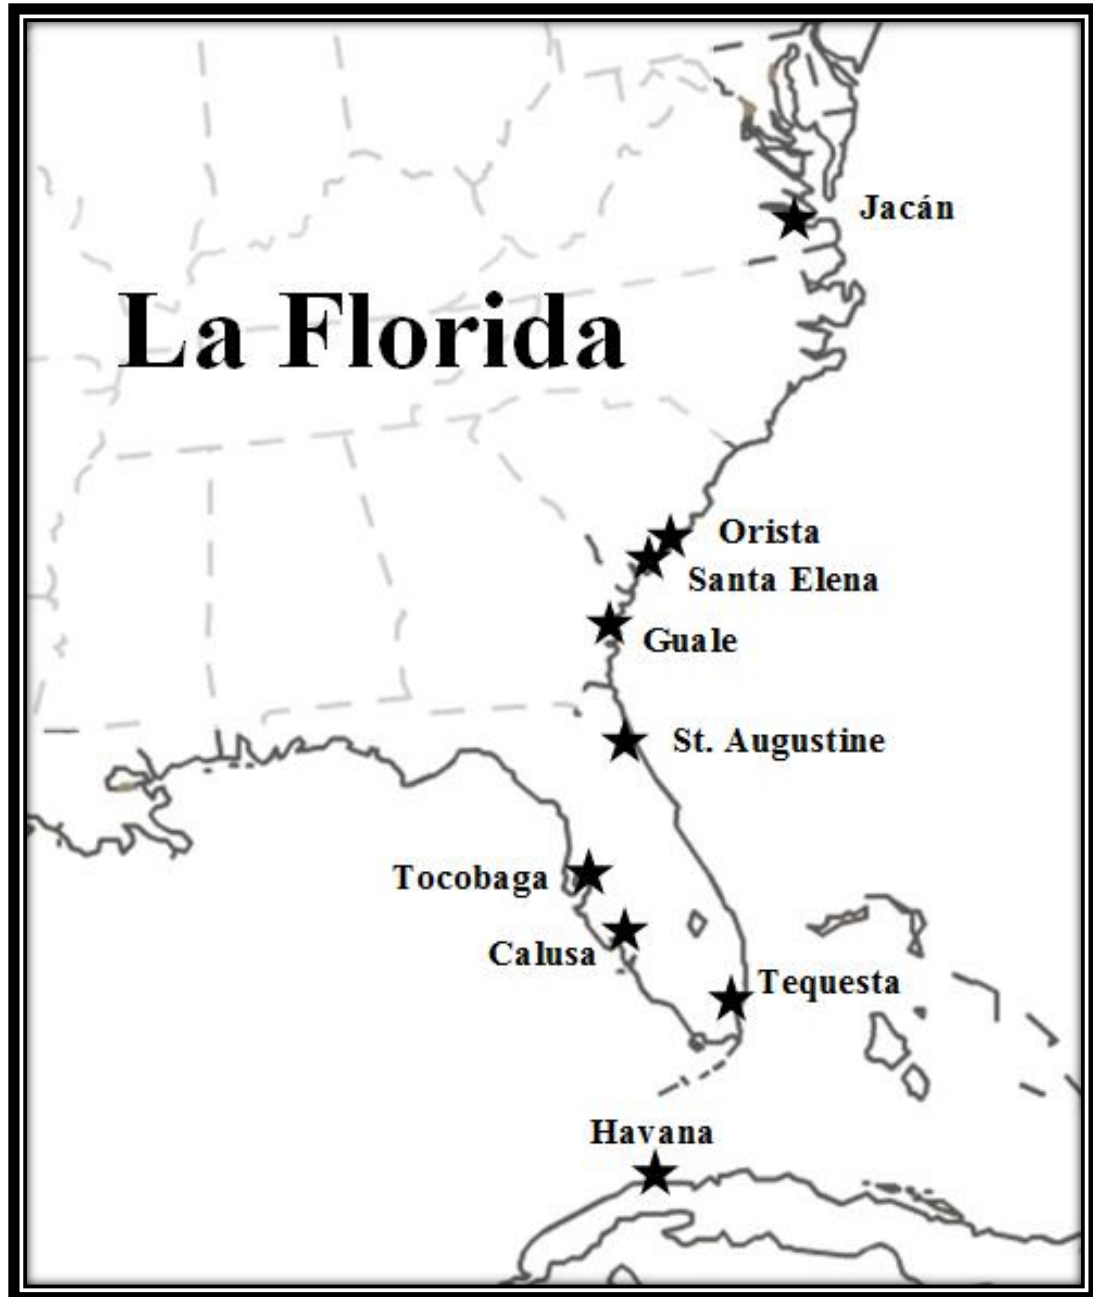 Jacán
La Florida
Orista
Santa Elena
Guale
St. Augustine
Tocobaga
Calusa
Tequesta
Havana